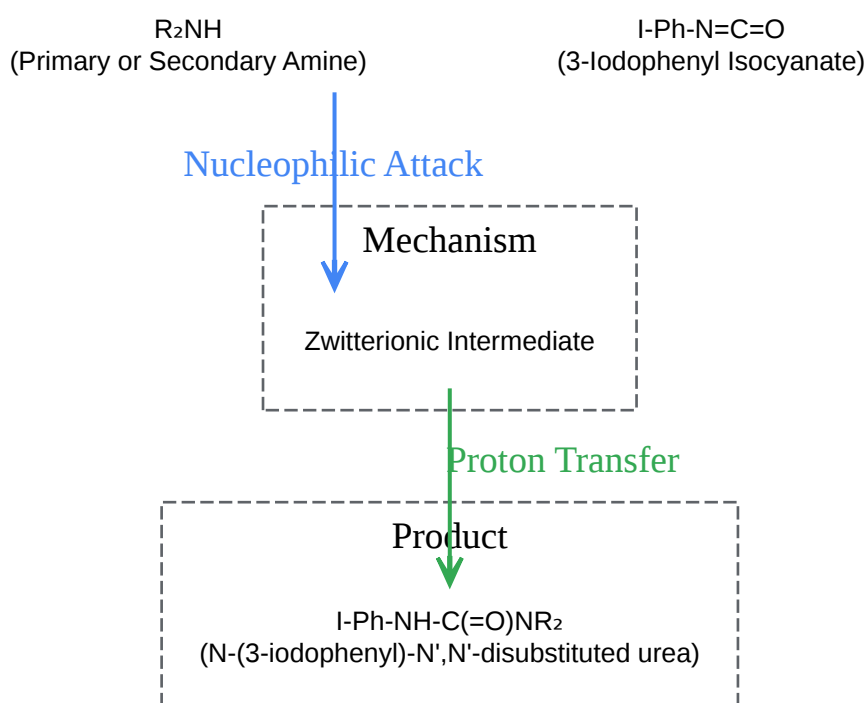 R₂NH
(Primary or Secondary Amine)
I-Ph-N=C=O
(3-Iodophenyl Isocyanate)
Nucleophilic Attack
Mechanism
Zwitterionic Intermediate
Proton Transfer
Product
I-Ph-NH-C(=O)NR₂
(N-(3-iodophenyl)-N',N'-disubstituted urea)